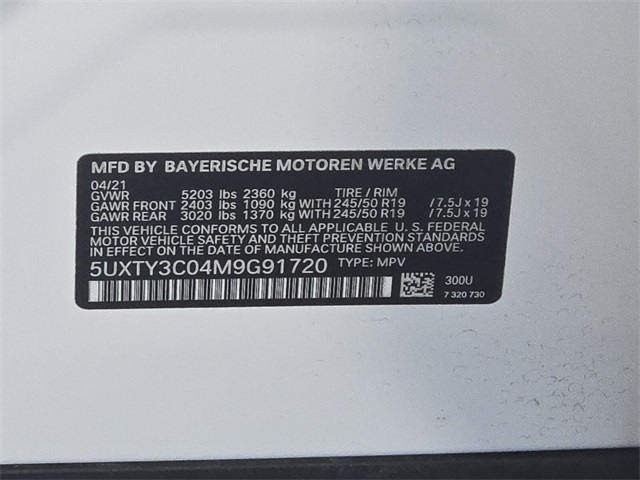 MFD BY BAYERISCHE MOTOREN WERKE AG
04/21
GVWR 5203 lbs 2360 kg TIRE / RIM
GAWR FRONT 2403 lbs 1090 kg WITH 245/50 R19 / 7.5J x 19
GAWR REAR 3020 lbs 1370 kg WITH 245/50 R19 / 7.5J x 19
THIS VEHICLE CONFORMS TO ALL APPLICABLE U. S. FEDERAL
MOTOR VEHICLE SAFETY, BUMPER, AND THEFT PREVENTION
STANDARDS IN EFFECT ON THE DATE OF MANUFACTURE SHOWN ABOVE.
5UXTY3C04M9G91720 TYPE: MPV
300U
7 320 730